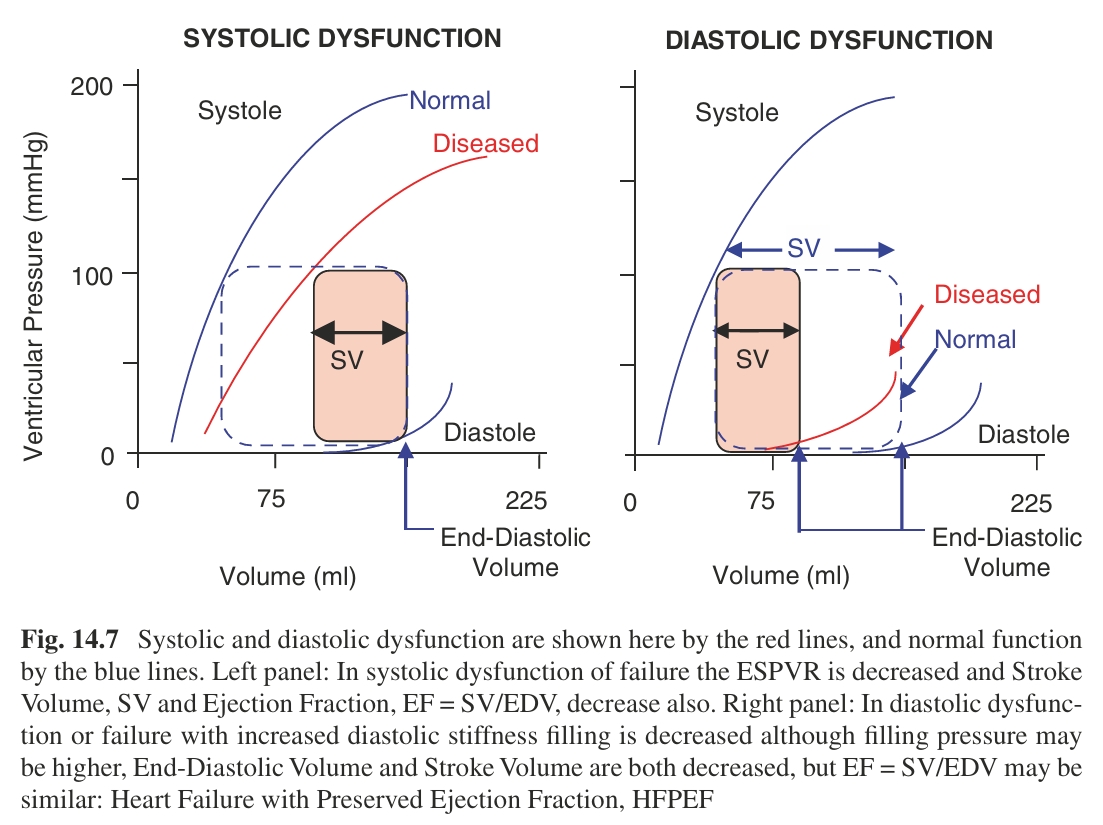 SYSTOLIC DYSFUNCTION
200
Systole
Normal
Diseased
Ventricular Pressure (mmHg)
100
SV
Diastole
0
0
75
225
End-Diastolic
Volume
Volume (ml)
DIASTOLIC DYSFUNCTION
Systole
SV
Diseased
Normal
SV
Diastole
0
75
225
End-Diastolic
Volume
Volume (ml)
Fig. 14.7 Systolic and diastolic dysfunction are shown here by the red lines, and normal function
by the blue lines. Left panel: In systolic dysfunction of failure the ESPVR is decreased and Stroke
Volume, SV and Ejection Fraction, EF = SV/EDV, decrease also. Right panel: In diastolic dysfunc-
tion or failure with increased diastolic stiffness filling is decreased although filling pressure may
be higher, End-Diastolic Volume and Stroke Volume are both decreased, but EF = SV/EDV may be
similar: Heart Failure with Preserved Ejection Fraction, HFPEF